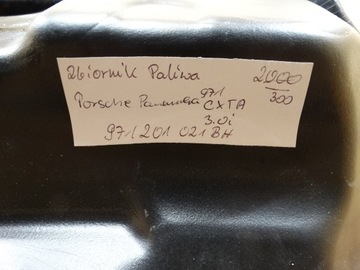 Zbiornik Paliwa 2000
Porsche Panamera 971 300
CXTA
3.0i
971 201 021 BH